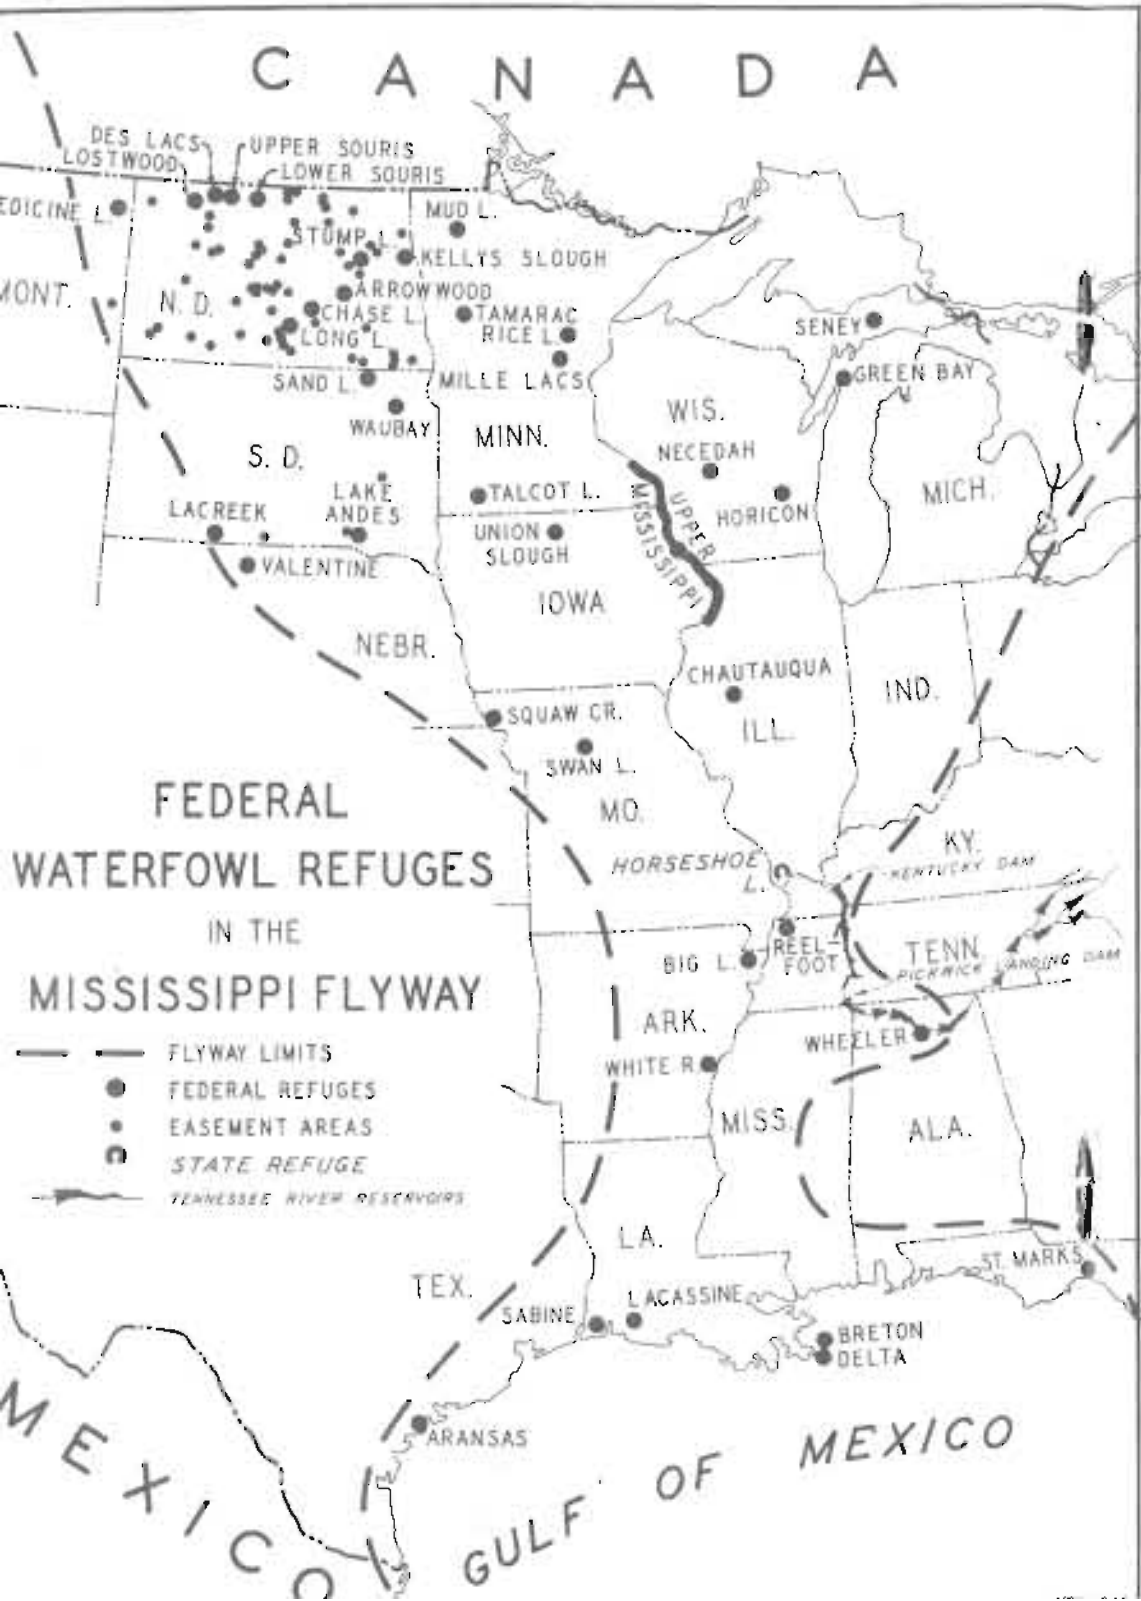 CANADA
DES LACS
UPPER SOURIS
LOSTWOOD
LOWER SOURIS
EDICINE L.
MUD L.
STUMP L.
KELLYS SLOUGH
MONT.
N. D.
ARROWWOOD
CHASE L.
TAMARAC
RICE L.
LONG L.
SENEY
SAND L.
MILLE LACS
GREEN BAY
WAUBAY
MINN.
WIS.
NECEDAH
S. D.
LACREEK
LAKE
ANDES
TALCOT L.
UPPER
MISSISSIPPI
HORICON
MICH.
UNION
SLOUGH
VALENTINE
IOWA
NEBR.
CHAUTAUQUA
IND.
SQUAW CR.
ILL.
SWAN L.
MO.
FEDERAL
WATERFOWL REFUGES
IN THE
MISSISSIPPI FLYWAY
HORSESHOE
L.
KY.
KENTUCKY DAM
REEL-
FOOT
BIG L.
TENN.
PICKWICK LANDING DAM
ARK.
WHEELER
WHITE R.
MISS.
ALA.
FLYWAY LIMITS
FEDERAL REFUGES
EASEMENT AREAS
STATE REFUGE
TENNESSEE RIVER RESERVOIRS
LA.
TEX.
ST. MARKS
SABINE
LACASSINE
BRETON
DELTA
ARANSAS
MEXICO
GULF OF MEXICO